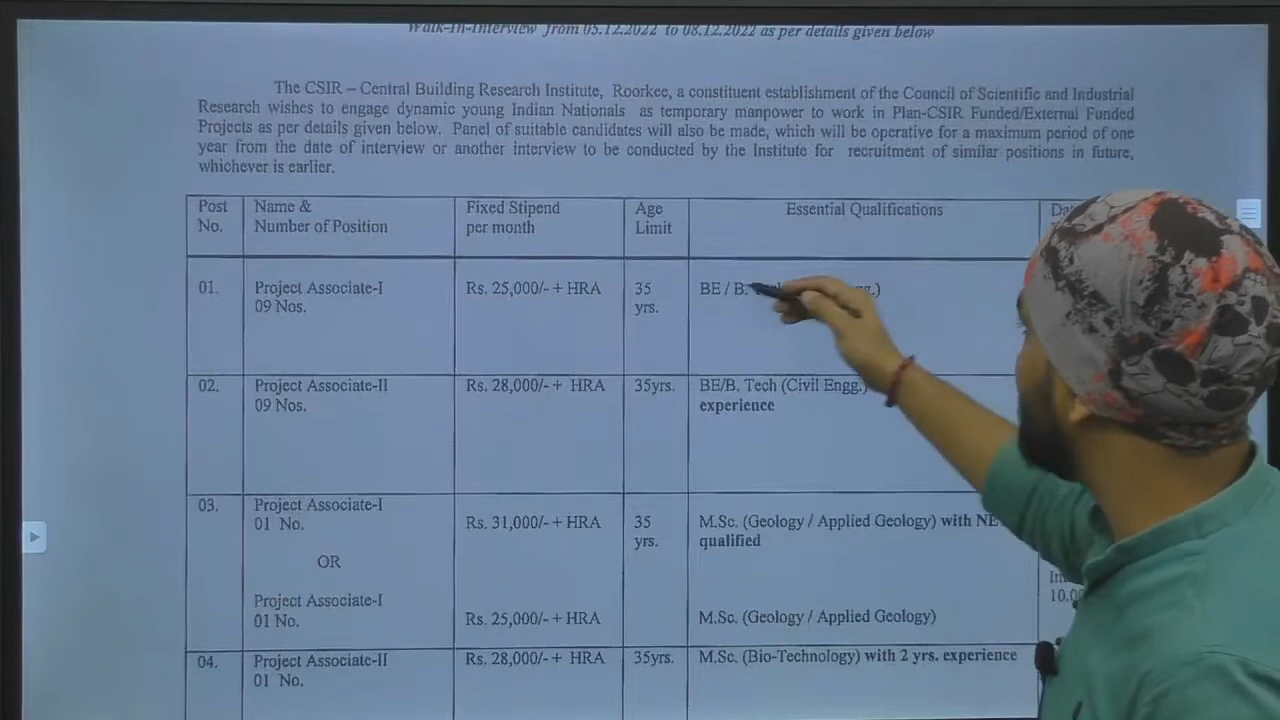 Walk-In-Interview from 05.12.2022 to 08.12.2022 as per details given below
The CSIR – Central Building Research Institute, Roorkee, a constituent establishment of the Council of Scientific and Industrial
Research wishes to engage dynamic young Indian Nationals as temporary manpower to work in Plan-CSIR Funded/External Funded
Projects as per details given below. Panel of suitable candidates will also be made, which will be operative for a maximum period of one
year from the date of interview or another interview to be conducted by the Institute for recruitment of similar positions in future,
whichever is earlier.
Post No. Name & Number of Position Fixed Stipend per month Age Limit Essential Qualifications
01. Project Associate-I 09 Nos. Rs. 25,000/- + HRA 35 yrs. BE / B.
02. Project Associate-II 09 Nos. Rs. 28,000/- + HRA 35yrs. BE/B. Tech (Civil Engg.) experience
03. Project Associate-I 01 No. Rs. 31,000/- + HRA 35 yrs. M.Sc. (Geology / Applied Geology) with qualified
OR
Project Associate-I 01 No. Rs. 25,000/- + HRA M.Sc. (Geology / Applied Geology)
10.00
04. Project Associate-II 01 No. Rs. 28,000/- + HRA 35yrs. M.Sc. (Bio-Technology) with 2 yrs. experience